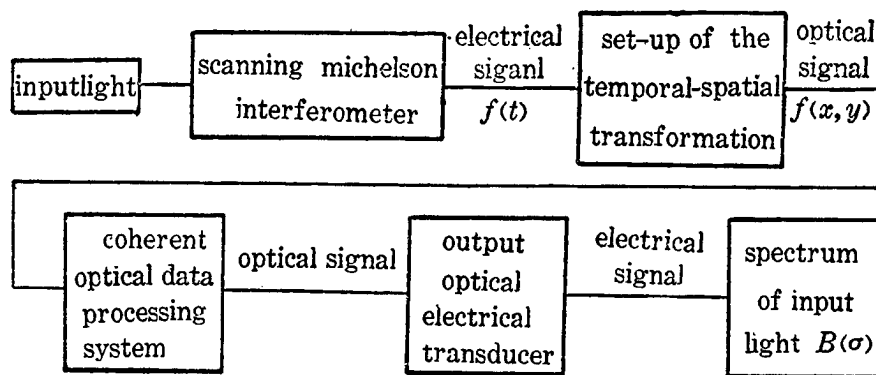 inputlight
scanning michelson
interferometer
electrical
siganl
f(t)
set-up of the
temporal-spatial
transformation
optical
signal
f(x, y)
coherent
optical data
processing
system
optical signal
output
optical
electrical
transducer
electrical
signal
spectrum
of input
light B(σ)